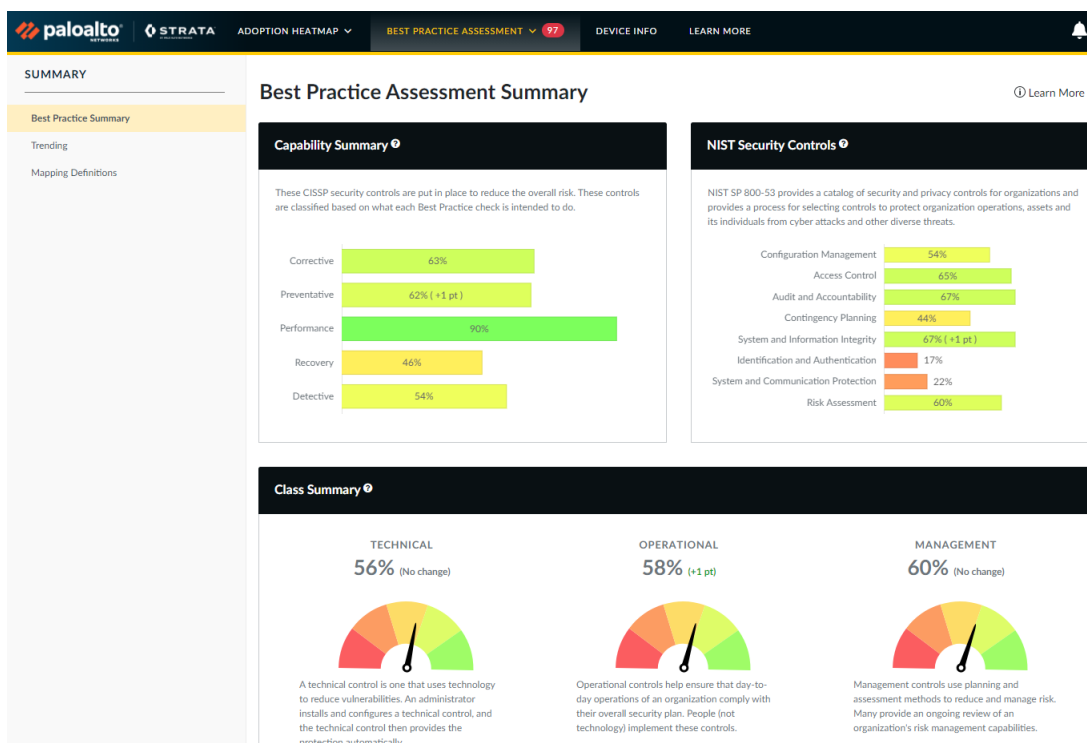 paloalto NETWORKS
STRATA
ADOPTION HEATMAP
BEST PRACTICE ASSESSMENT 97
DEVICE INFO
LEARN MORE
SUMMARY
Best Practice Summary
Trending
Mapping Definitions
Best Practice Assessment Summary
Learn More
Capability Summary
These CISSP security controls are put in place to reduce the overall risk. These controls
are classified based on what each Best Practice check is intended to do.
Corrective 63%
Preventative 62% ( +1 pt )
Performance 90%
Recovery 46%
Detective 54%
NIST Security Controls
NIST SP 800-53 provides a catalog of security and privacy controls for organizations and
provides a process for selecting controls to protect organization operations, assets and
its individuals from cyber attacks and other diverse threats.
Configuration Management 54%
Access Control 65%
Audit and Accountability 67%
Contingency Planning 44%
System and Information Integrity 67% ( +1 pt )
Identification and Authentication 17%
System and Communication Protection 22%
Risk Assessment 60%
Class Summary
TECHNICAL
56% (No change)
A technical control is one that uses technology
to reduce vulnerabilities. An administrator
installs and configures a technical control, and
the technical control then provides the
protection automatically.
OPERATIONAL
58% (+1 pt)
Operational controls help ensure that day-to-
day operations of an organization comply with
their overall security plan. People (not
technology) implement these controls.
MANAGEMENT
60% (No change)
Management controls use planning and
assessment methods to reduce and manage risk.
Many provide an ongoing review of an
organization's risk management capabilities.